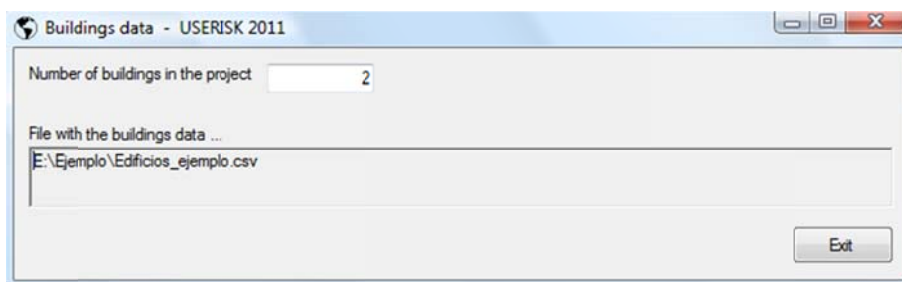 Buildings data - USERISK 2011
Number of buildings in the project 2
File with the buildings data ...
E:\Ejemplo\Edificios_ejemplo.csv
Exit